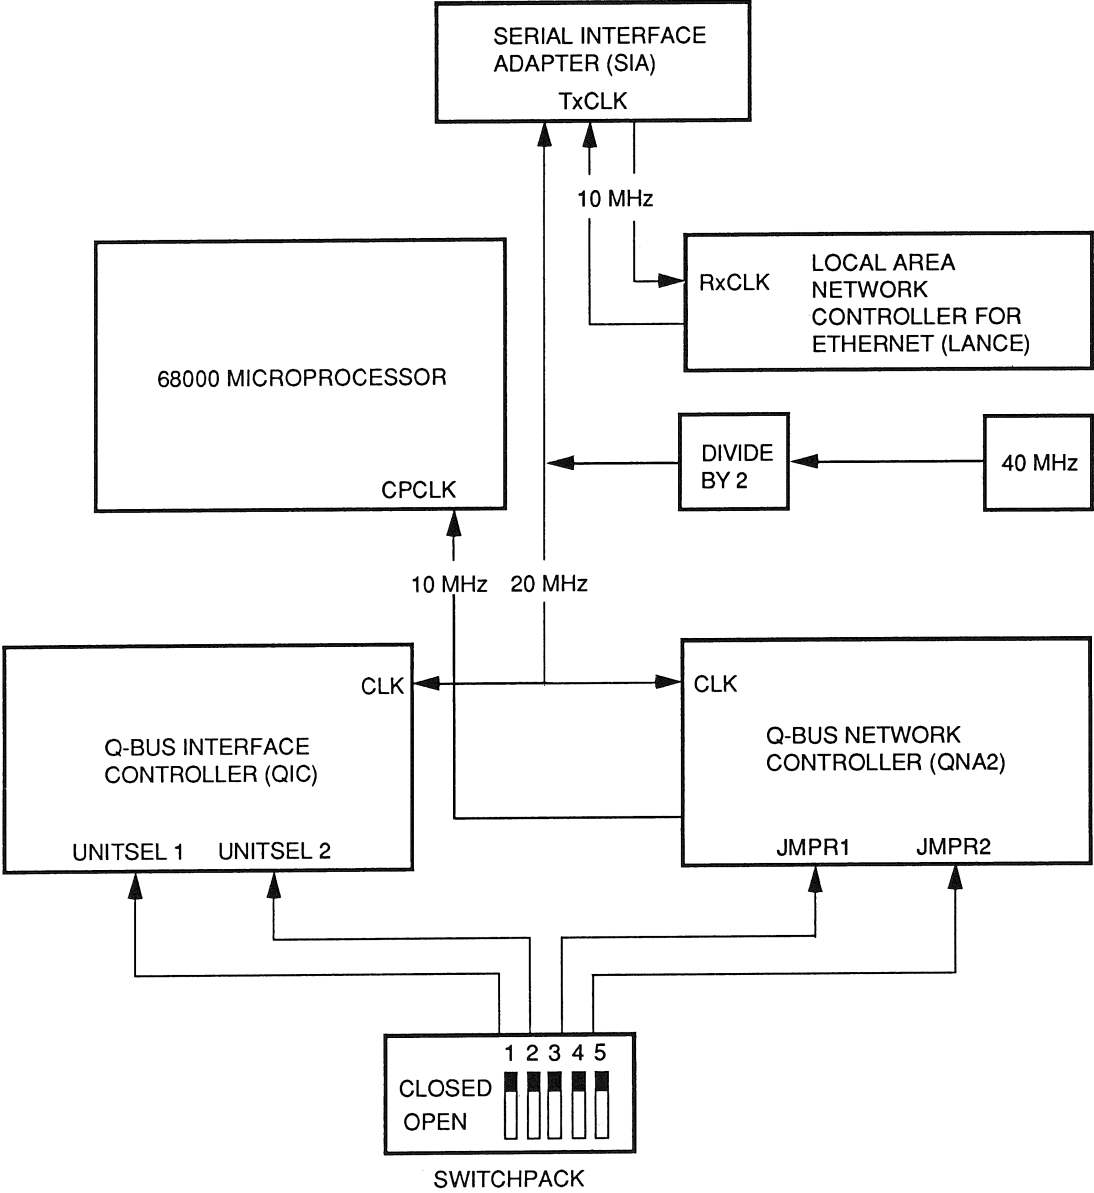 SERIAL INTERFACE
ADAPTER (SIA)
TxCLK
10 MHz
RxCLK
LOCAL AREA
NETWORK
CONTROLLER FOR
ETHERNET (LANCE)
68000 MICROPROCESSOR
CPCLK
DIVIDE
BY 2
40 MHz
10 MHz
20 MHz
CLK
Q-BUS INTERFACE
CONTROLLER (QIC)
UNITSEL 1
UNITSEL 2
CLK
Q-BUS NETWORK
CONTROLLER (QNA2)
JMPR1
JMPR2
1 2 3 4 5
CLOSED
OPEN
SWITCHPACK